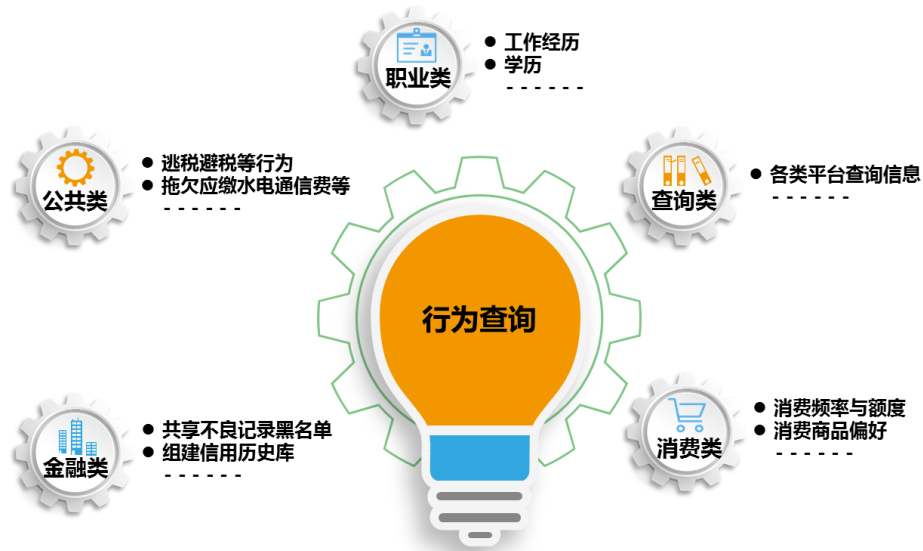 职业类
● 工作经历
● 学历
- - - - - -
公共类
● 逃税避税等行为
● 拖欠应缴水电通信费等
- - - - - -
查询类
● 各类平台查询信息
- - - - - -
行为查询
金融类
● 共享不良记录黑名单
● 组建信用历史库
- - - - - -
消费类
● 消费频率与额度
● 消费商品偏好
- - - - - -